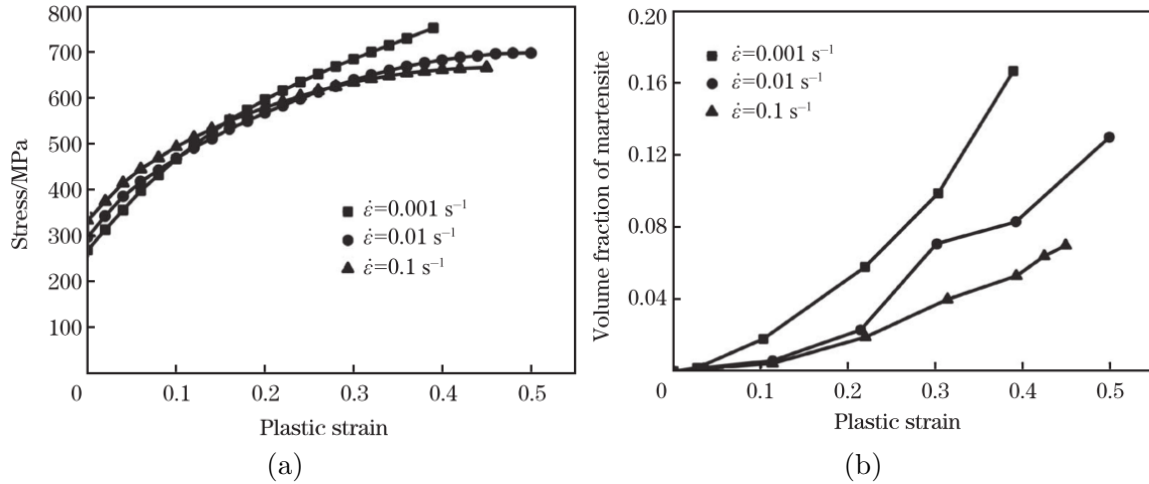 800
700
600
500
400
300
200
100
0
0.1
0.2
0.3
0.4
0.5
Stress/MPa
Plastic strain
ε̇=0.001 s⁻¹
ε̇=0.01 s⁻¹
ε̇=0.1 s⁻¹
(a)
0.20
0.16
0.12
0.08
0.04
0
0.1
0.2
0.3
0.4
0.5
Volume fraction of martensite
Plastic strain
ε̇=0.001 s⁻¹
ε̇=0.01 s⁻¹
ε̇=0.1 s⁻¹
(b)